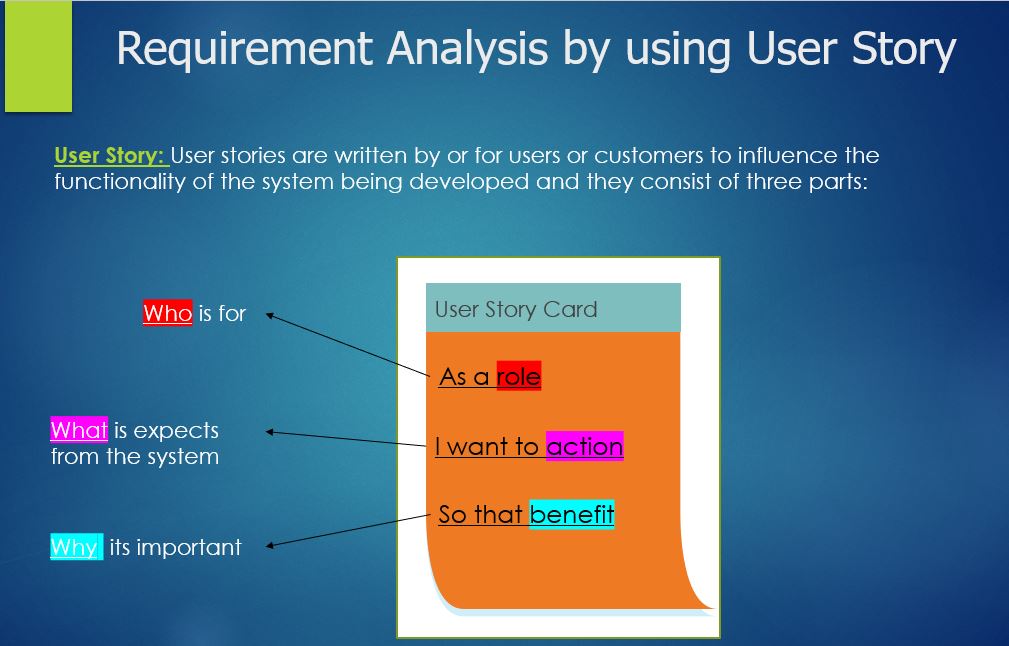 Requirement Analysis by using User Story
User Story: User stories are written by or for users or customers to influence the
functionality of the system being developed and they consist of three parts:
User Story Card
Who is for
As a role
What is expects
from the system
I want to action
So that benefit
Why its important